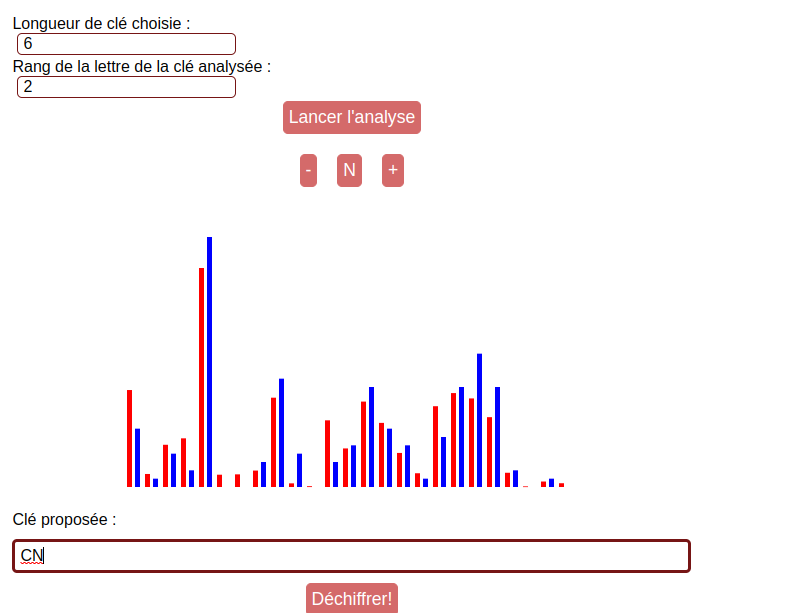 Longueur de clé choisie :
6
Rang de la lettre de la clé analysée :
2
Lancer l'analyse
- N +
Clé proposée :
CN
Déchiffrer!